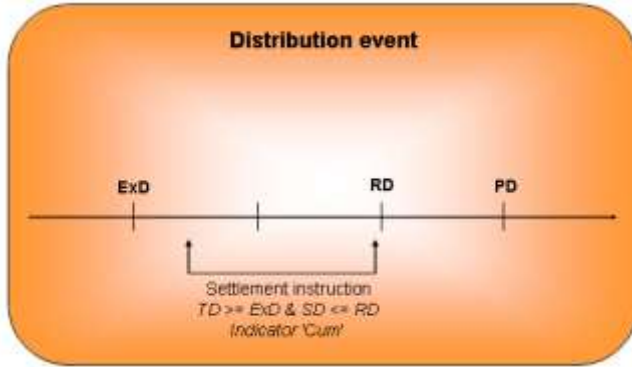 Distribution event
ExD RD PD
Settlement instruction
TD >= ExD & SD <= RD
Indicator 'Cum'